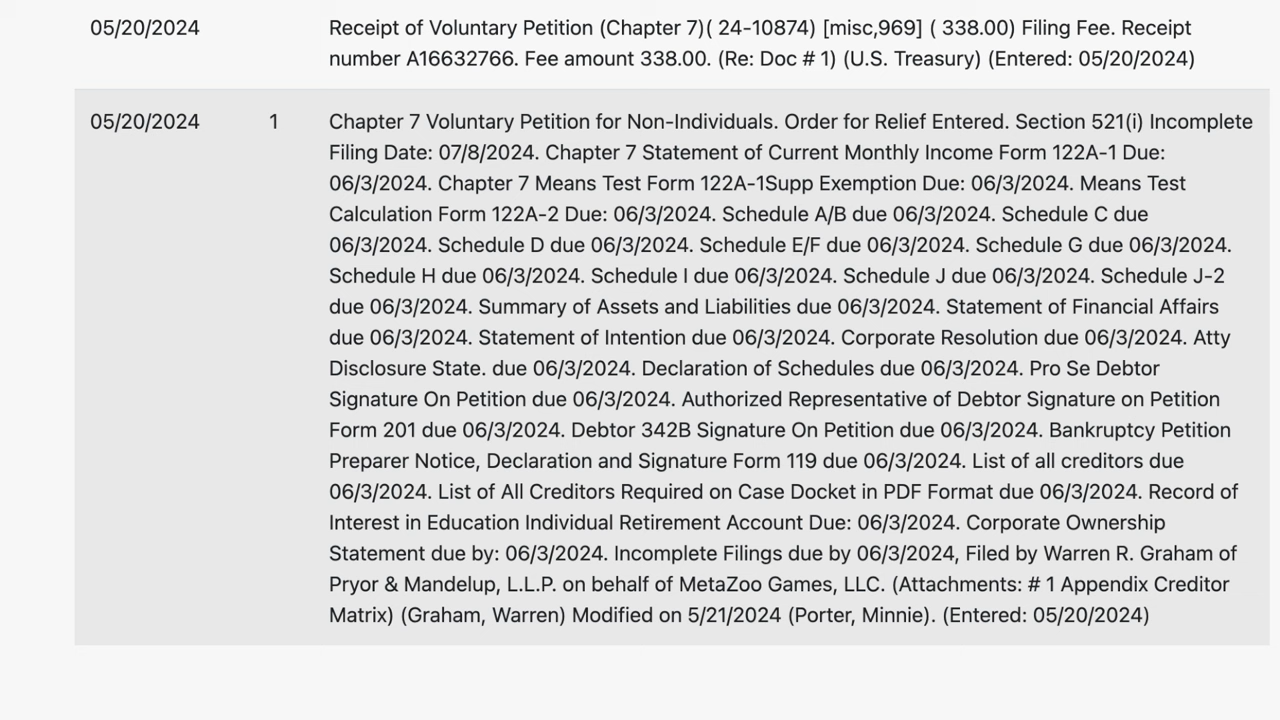 05/20/2024 Receipt of Voluntary Petition (Chapter 7)( 24-10874) [misc,969] ( 338.00) Filing Fee. Receipt
number A16632766. Fee amount 338.00. (Re: Doc # 1) (U.S. Treasury) (Entered: 05/20/2024)
05/20/2024 1 Chapter 7 Voluntary Petition for Non-Individuals. Order for Relief Entered. Section 521(i) Incomplete
Filing Date: 07/8/2024. Chapter 7 Statement of Current Monthly Income Form 122A-1 Due:
06/3/2024. Chapter 7 Means Test Form 122A-1Supp Exemption Due: 06/3/2024. Means Test
Calculation Form 122A-2 Due: 06/3/2024. Schedule A/B due 06/3/2024. Schedule C due
06/3/2024. Schedule D due 06/3/2024. Schedule E/F due 06/3/2024. Schedule G due 06/3/2024.
Schedule H due 06/3/2024. Schedule I due 06/3/2024. Schedule J due 06/3/2024. Schedule J-2
due 06/3/2024. Summary of Assets and Liabilities due 06/3/2024. Statement of Financial Affairs
due 06/3/2024. Statement of Intention due 06/3/2024. Corporate Resolution due 06/3/2024. Atty
Disclosure State. due 06/3/2024. Declaration of Schedules due 06/3/2024. Pro Se Debtor
Signature On Petition due 06/3/2024. Authorized Representative of Debtor Signature on Petition
Form 201 due 06/3/2024. Debtor 342B Signature On Petition due 06/3/2024. Bankruptcy Petition
Preparer Notice, Declaration and Signature Form 119 due 06/3/2024. List of all creditors due
06/3/2024. List of All Creditors Required on Case Docket in PDF Format due 06/3/2024. Record of
Interest in Education Individual Retirement Account Due: 06/3/2024. Corporate Ownership
Statement due by: 06/3/2024. Incomplete Filings due by 06/3/2024, Filed by Warren R. Graham of
Pryor & Mandelup, L.L.P. on behalf of MetaZoo Games, LLC. (Attachments: # 1 Appendix Creditor
Matrix) (Graham, Warren) Modified on 5/21/2024 (Porter, Minnie). (Entered: 05/20/2024)